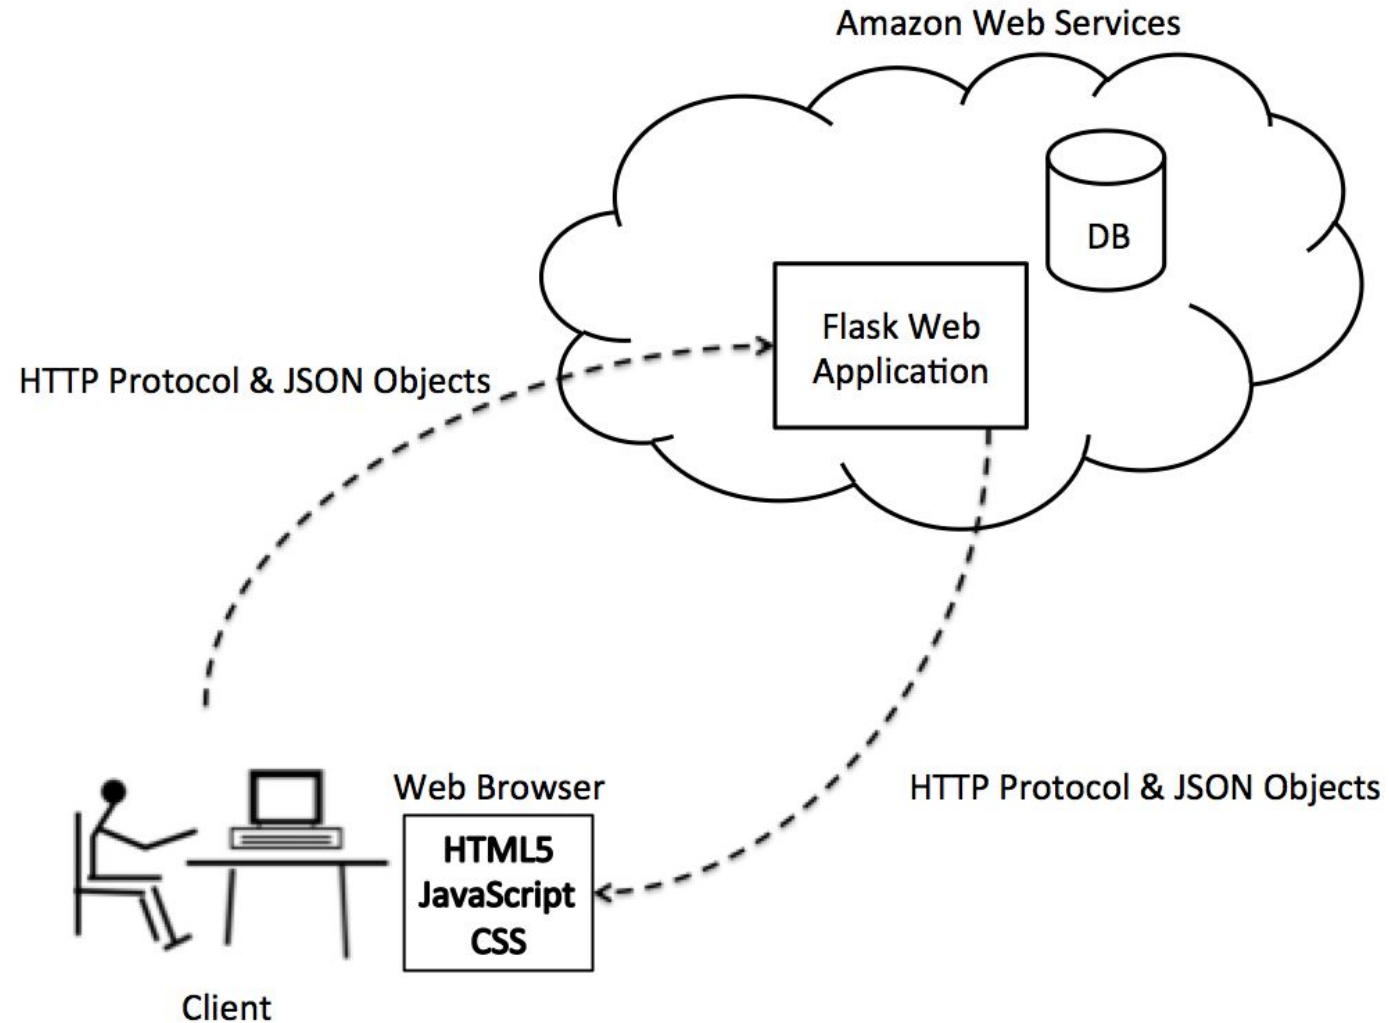 Amazon Web Services
DB
Flask Web
Application
HTTP Protocol & JSON Objects
Web Browser
HTML5
JavaScript
CSS
HTTP Protocol & JSON Objects
Client